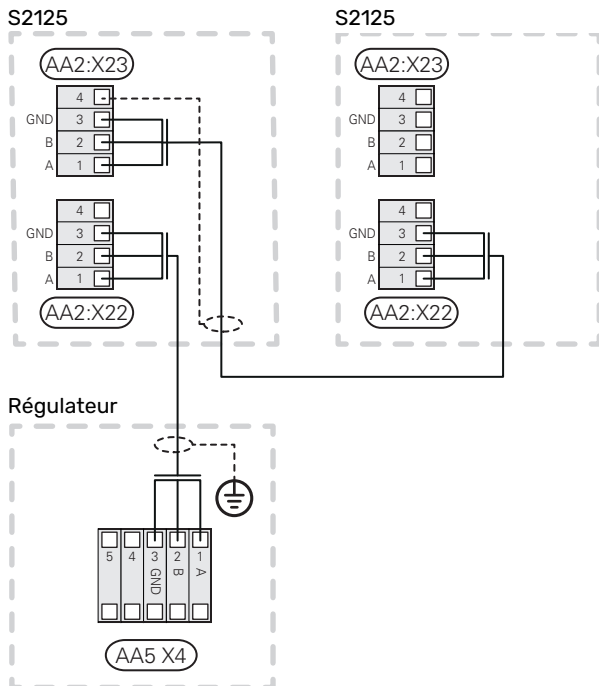 S2125
AA2:X23
4
GND 3
B 2
A 1
4
GND 3
B 2
A 1
AA2:X22
S2125
AA2:X23
4
GND 3
B 2
A 1
4
GND 3
B 2
A 1
AA2:X22
Régulateur
5 4 3 2 1
GND B A
AA5 X4